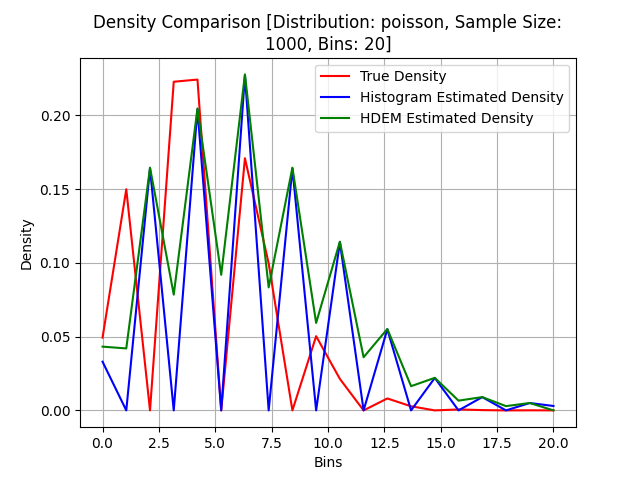 Density Comparison [Distribution: poisson, Sample Size:
1000, Bins: 20]
True Density
Histogram Estimated Density
HDEM Estimated Density
Density
0.20
0.15
0.10
0.05
0.00
0.0 2.5 5.0 7.5 10.0 12.5 15.0 17.5 20.0
Bins